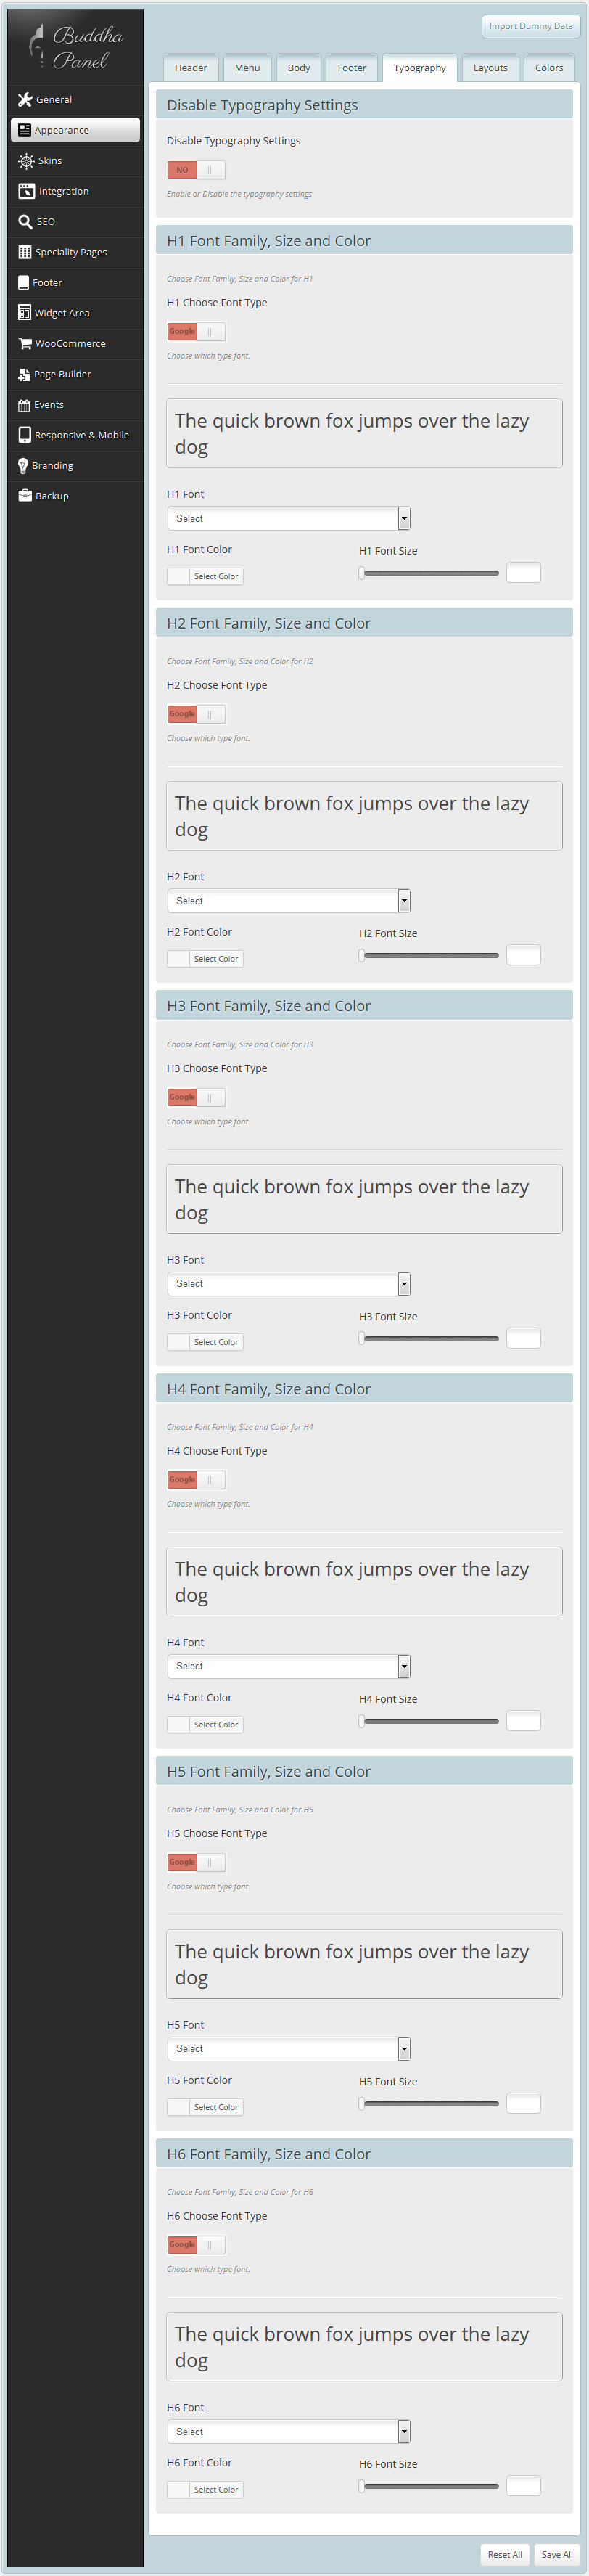 Buddha
Panel
Import Dummy Data
Header Menu Body Footer Typography Layouts Colors
General
Appearance
Skins
Integration
SEO
Speciality Pages
Footer
Widget Area
WooCommerce
Page Builder
Events
Responsive & Mobile
Branding
Backup
Disable Typography Settings
Disable Typography Settings
NO
Enable or Disable the typography settings
H1 Font Family, Size and Color
Choose Font Family, Size and Color for H1
H1 Choose Font Type
Google
Choose which type font.
The quick brown fox jumps over the lazy
dog
H1 Font
Select
H1 Font Color H1 Font Size
Select Color
H2 Font Family, Size and Color
Choose Font Family, Size and Color for H2
H2 Choose Font Type
Google
Choose which type font.
The quick brown fox jumps over the lazy
dog
H2 Font
Select
H2 Font Color H2 Font Size
Select Color
H3 Font Family, Size and Color
Choose Font Family, Size and Color for H3
H3 Choose Font Type
Google
Choose which type font.
The quick brown fox jumps over the lazy
dog
H3 Font
Select
H3 Font Color H3 Font Size
Select Color
H4 Font Family, Size and Color
Choose Font Family, Size and Color for H4
H4 Choose Font Type
Google
Choose which type font.
The quick brown fox jumps over the lazy
dog
H4 Font
Select
H4 Font Color H4 Font Size
Select Color
H5 Font Family, Size and Color
Choose Font Family, Size and Color for H5
H5 Choose Font Type
Google
Choose which type font.
The quick brown fox jumps over the lazy
dog
H5 Font
Select
H5 Font Color H5 Font Size
Select Color
H6 Font Family, Size and Color
Choose Font Family, Size and Color for H6
H6 Choose Font Type
Google
Choose which type font.
The quick brown fox jumps over the lazy
dog
H6 Font
Select
H6 Font Color H6 Font Size
Select Color
Reset All Save All